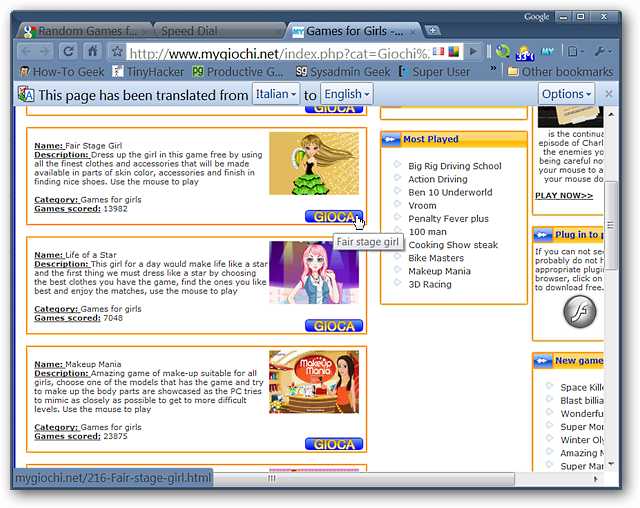 Google
Random Games f...
Speed Dial
MY Games for Girls -...
http://www.mygiochi.net/index.php?cat=Giochi%.
MY
33°f
How-To Geek
TinyHacker
p9 Productive G...
S@ Sysadmin Geek
Super User
»
Other bookmarks
This page has been translated from Italian to English
Options
GIOCA
Name: Fair Stage Girl
Description: Dress up the girl in this game free by using
all the finest clothes and accessories that will be made
available in parts of skin color, accessories and finish in
finding nice shoes. Use the mouse to play
Category: Games for girls
Games scored: 13982
GIOCA
Fair stage girl
Name: Life of a Star
Description: This girl for a day would make life like a star
and the first thing we must dress like a star by choosing
the best clothes you have the game, find the ones you like
best and enjoy the matches, use the mouse to play
Category: Games for girls
Games scored: 7048
GIOCA
Name: Makeup Mania
Description: Amazing game of make-up suitable for all
girls, choose one of the models that has the game and try
to make up the body parts are showcased as the PC tries
to mimic as closely as possible to get to more difficult
levels. Use the mouse to play
Category: Games for girls
Games scored: 23875
MakeUp
Mania
GIOCA
Most Played
Big Rig Driving School
Action Driving
Ben 10 Underworld
Vroom
Penalty Fever plus
100 man
Cooking Show steak
Bike Masters
Makeup Mania
3D Racing
is the continua
episode of Charl
the enemies yo
being careful no
your mouse to a
down your m
PLAY NOW>>
Plug in to p
If you can not se
probably do not h
appropriate plugin
browser, click on
to download free.
New game
Space Kille
Blast billia
Wonderfu
Super Mo
Winter Oly
Amazing M
Super Mar
mygiochi.net/216-Fair-stage-girl.html